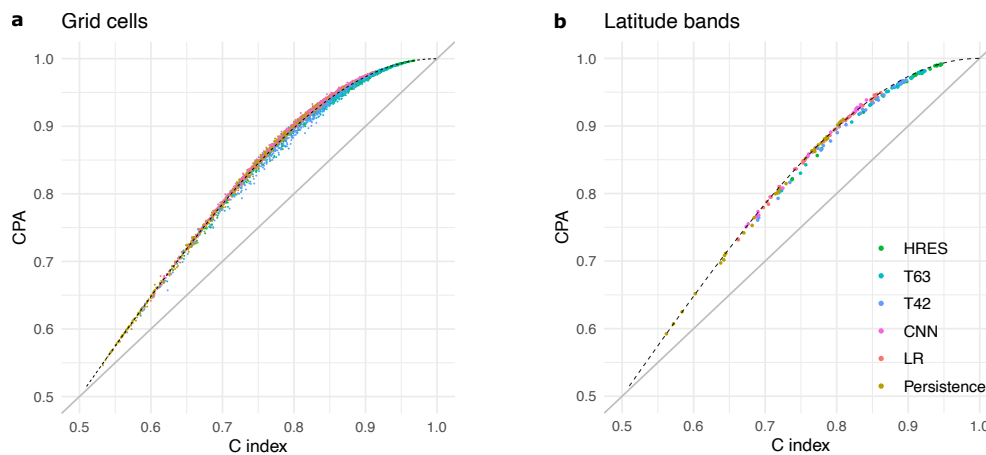 a Grid cells
1.0
0.9
0.8
0.7
0.6
0.5
CPA
0.5 0.6 0.7 0.8 0.9 1.0
C index
b Latitude bands
1.0
0.9
0.8
0.7
0.6
0.5
CPA
HRES
T63
T42
CNN
LR
Persistence
0.5 0.6 0.7 0.8 0.9 1.0
C index